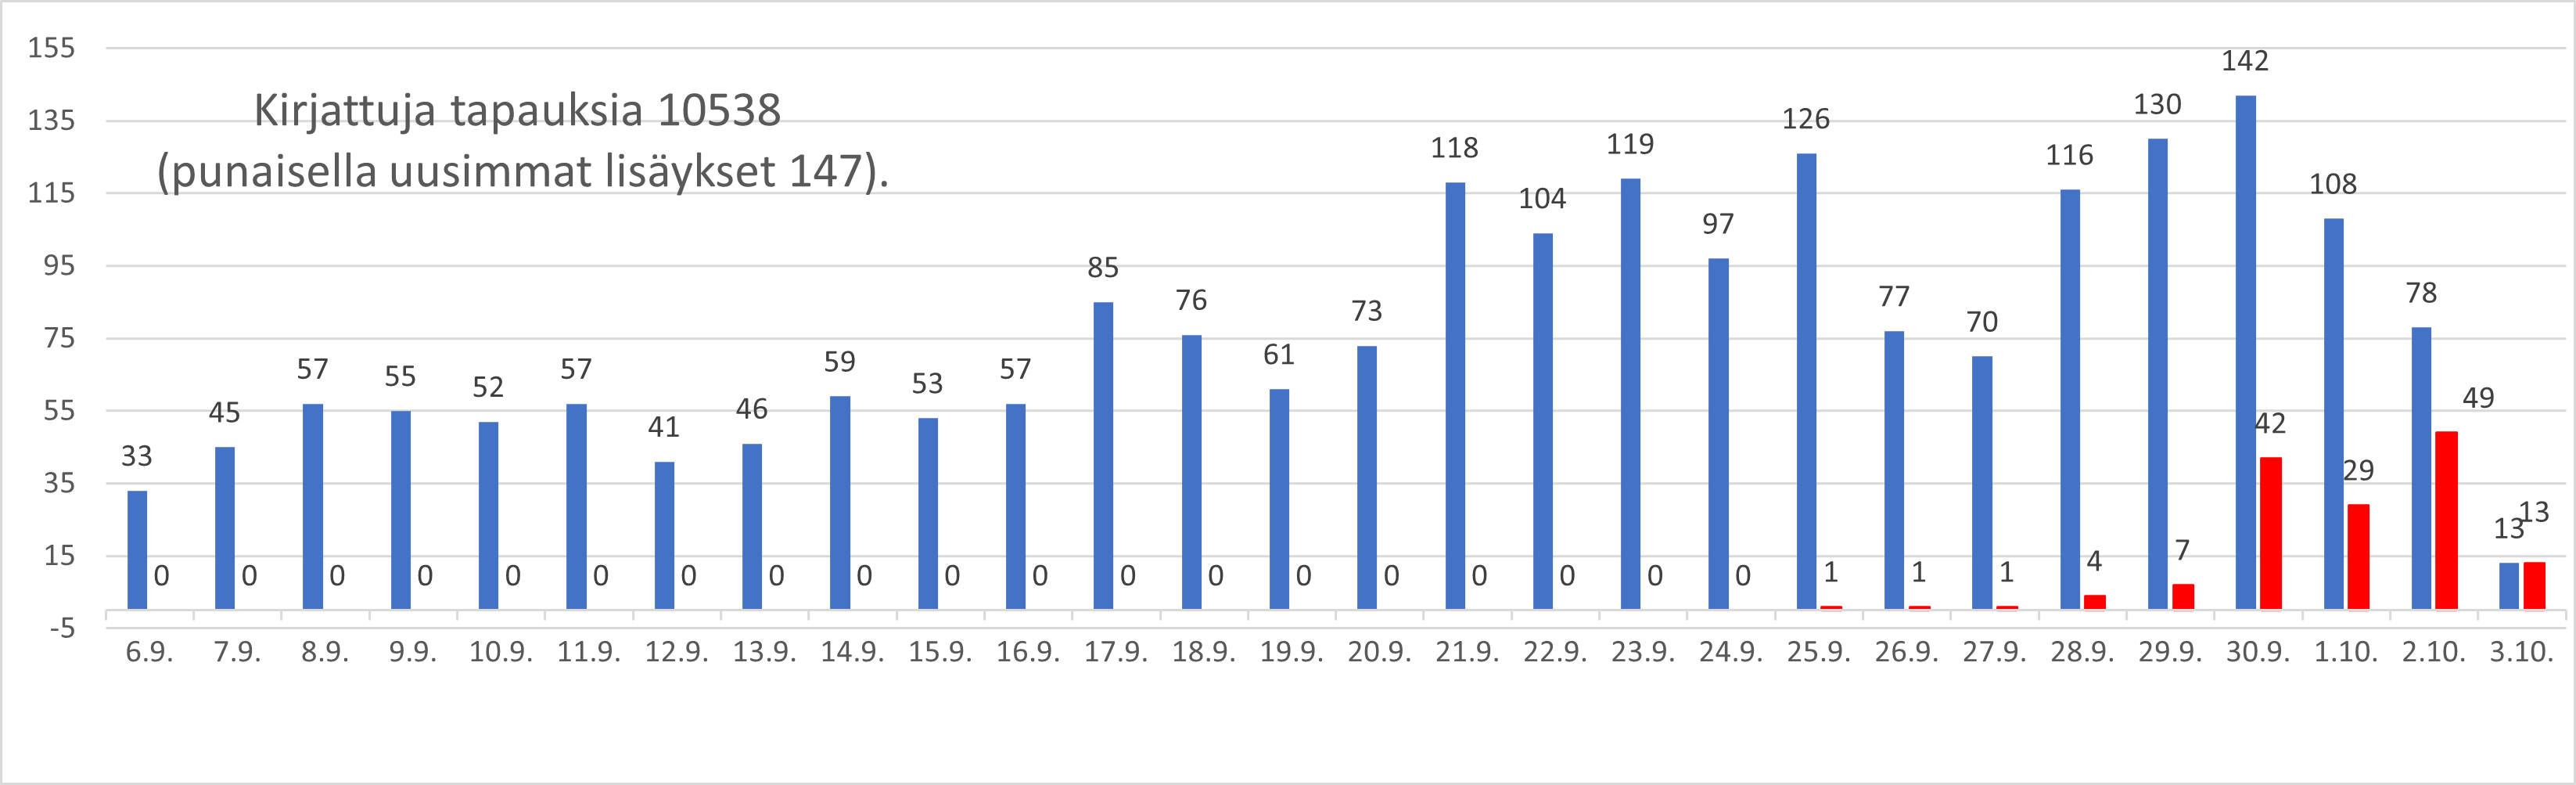 Kirjattuja tapauksia 10538
(punaisella uusimmat lisäykset 147).
155
135
115
95
75
55
35
15
-5
33 45 57 55 52 57 41 46 59 53 57 85 76 61 73 118 104 119 97 126 77 70 116 130 142 108 78 13
0 0 0 0 0 0 0 0 0 0 0 0 0 0 0 0 0 0 0 1 1 1 4 7 42 29 49 13
6.9. 7.9. 8.9. 9.9. 10.9. 11.9. 12.9. 13.9. 14.9. 15.9. 16.9. 17.9. 18.9. 19.9. 20.9. 21.9. 22.9. 23.9. 24.9. 25.9. 26.9. 27.9. 28.9. 29.9. 30.9. 1.10. 2.10. 3.10.